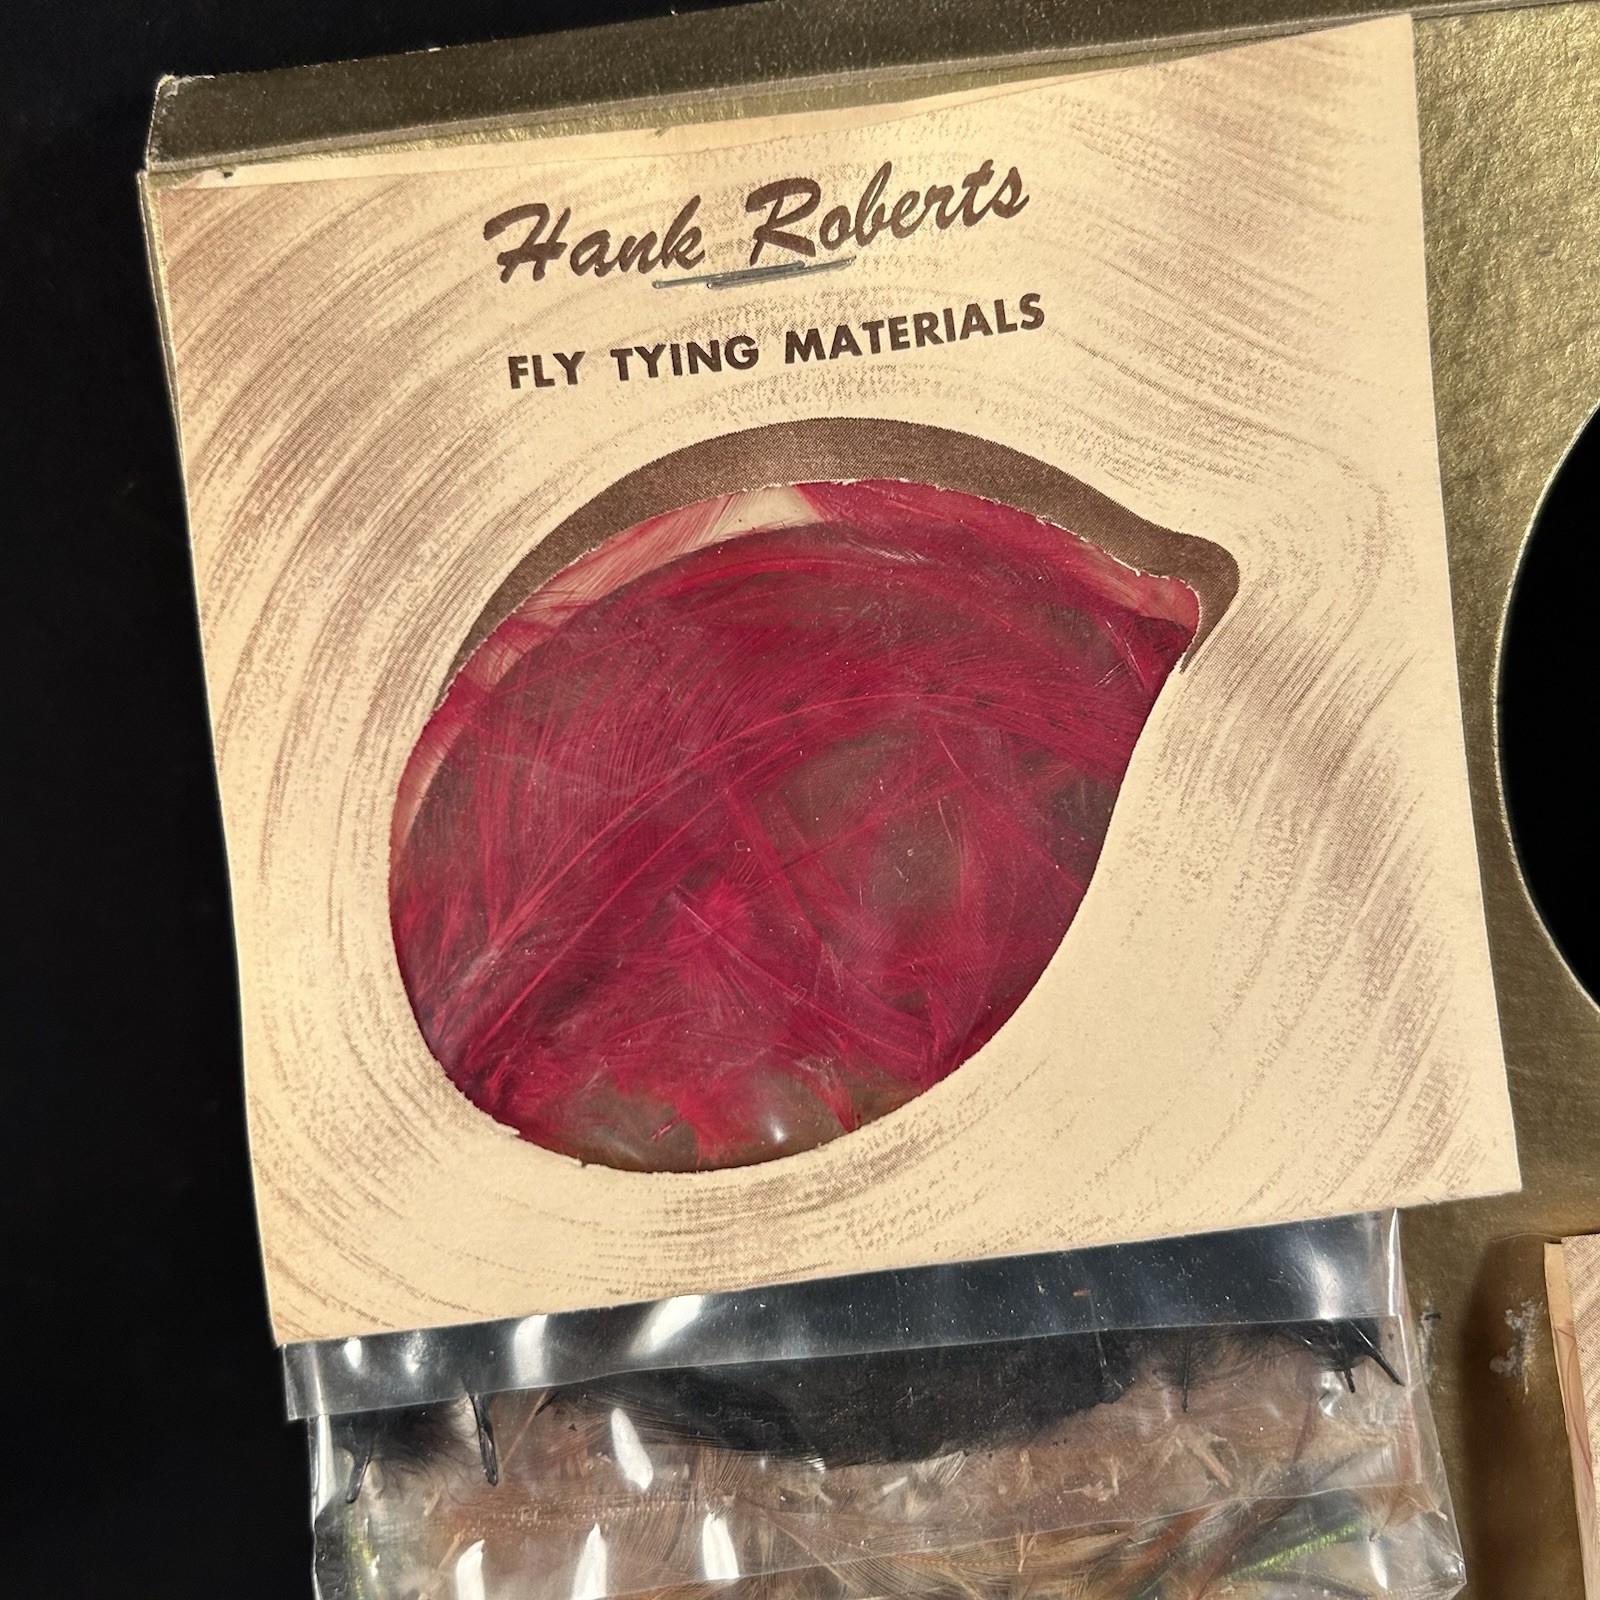 Hank Roberts
FLY TYING MATERIALS